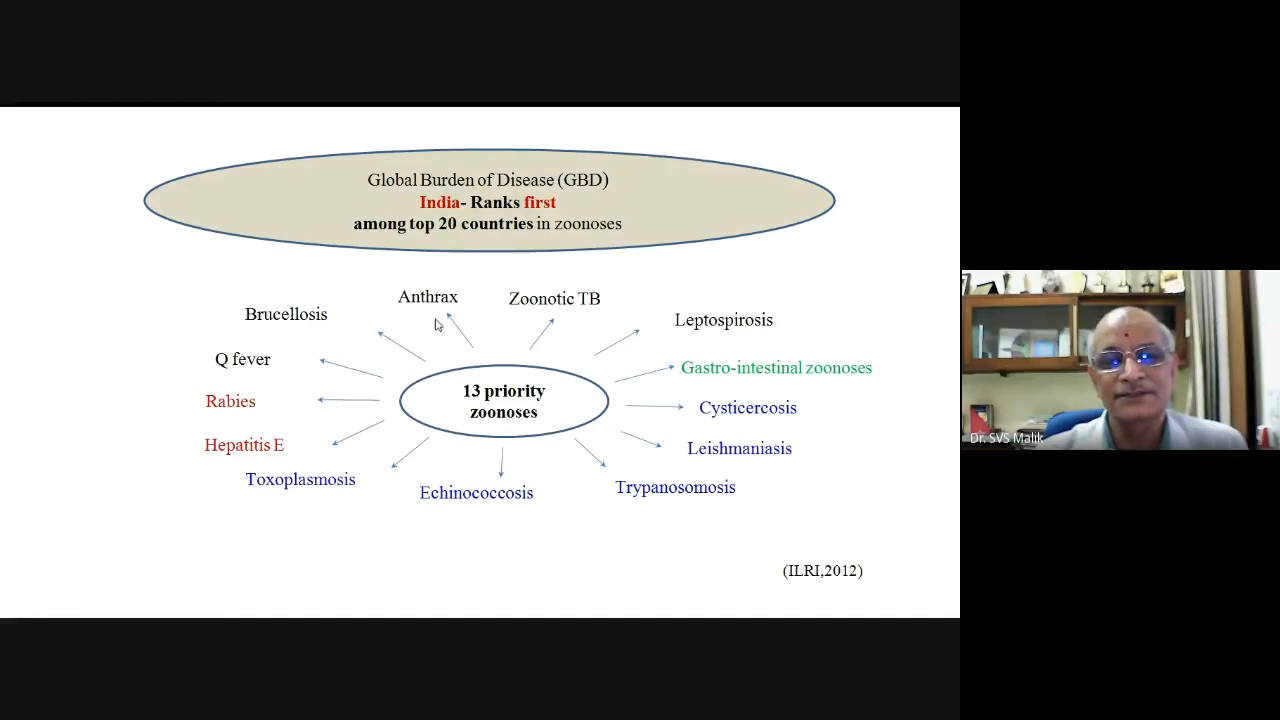 Global Burden of Disease (GBD)
India- Ranks first
among top 20 countries in zoonoses
Anthrax
Zoonotic TB
Brucellosis
Leptospirosis
Q fever
Gastro-intestinal zoonoses
13 priority
zoonoses
Rabies
Cysticercosis
Hepatitis E
Leishmaniasis
Toxoplasmosis
Echinococcosis
Trypanosomosis
(ILRI,2012)
Dr. SVS Malik